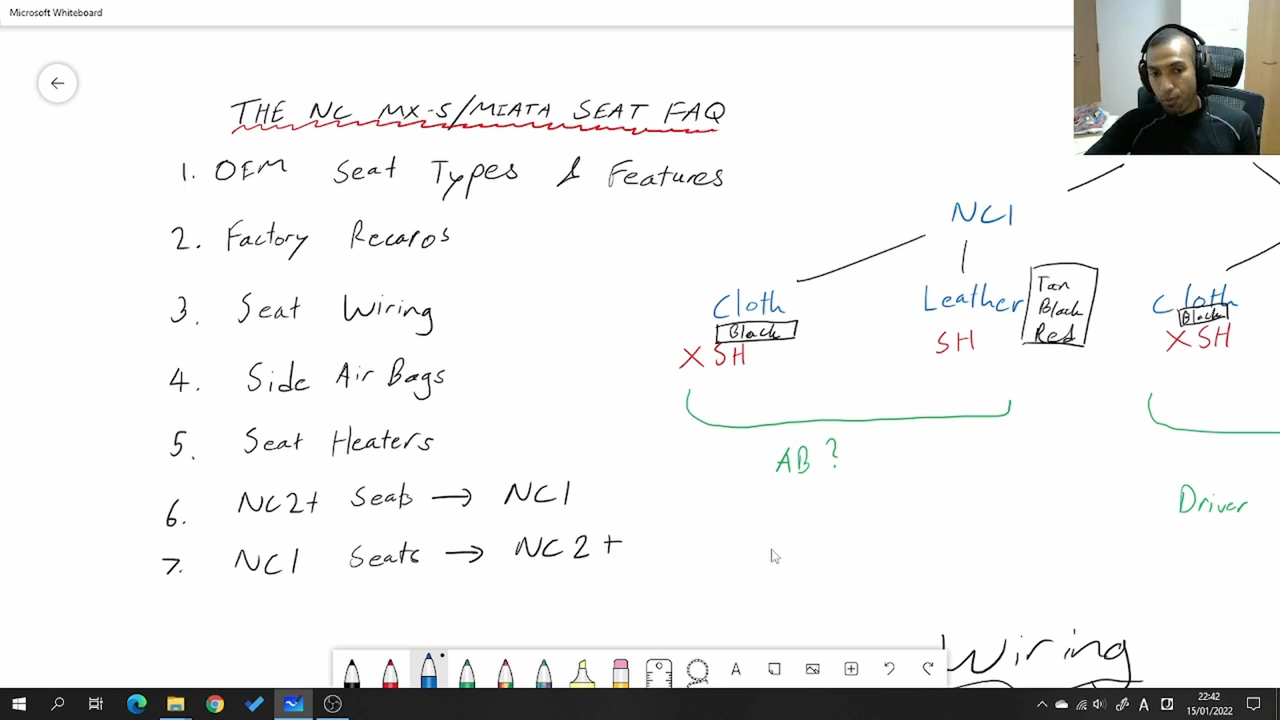 Microsoft Whiteboard
THE NC MX-5/MIATA SEAT FAQ
1. OEM Seat Types & Features
2. Factory Recaros
3. Seat Wiring
4. Side Air Bags
5. Seat Heaters
6. NC2+ Seats → NC1
7. NC1 Seats → NC2+
NC1
Cloth
Black
X SH
Leather
SH
Tan
Black
Red
AB ?
Cloth
Black
X SH
Driver
Wiring
A
A
22:42
15/01/2022